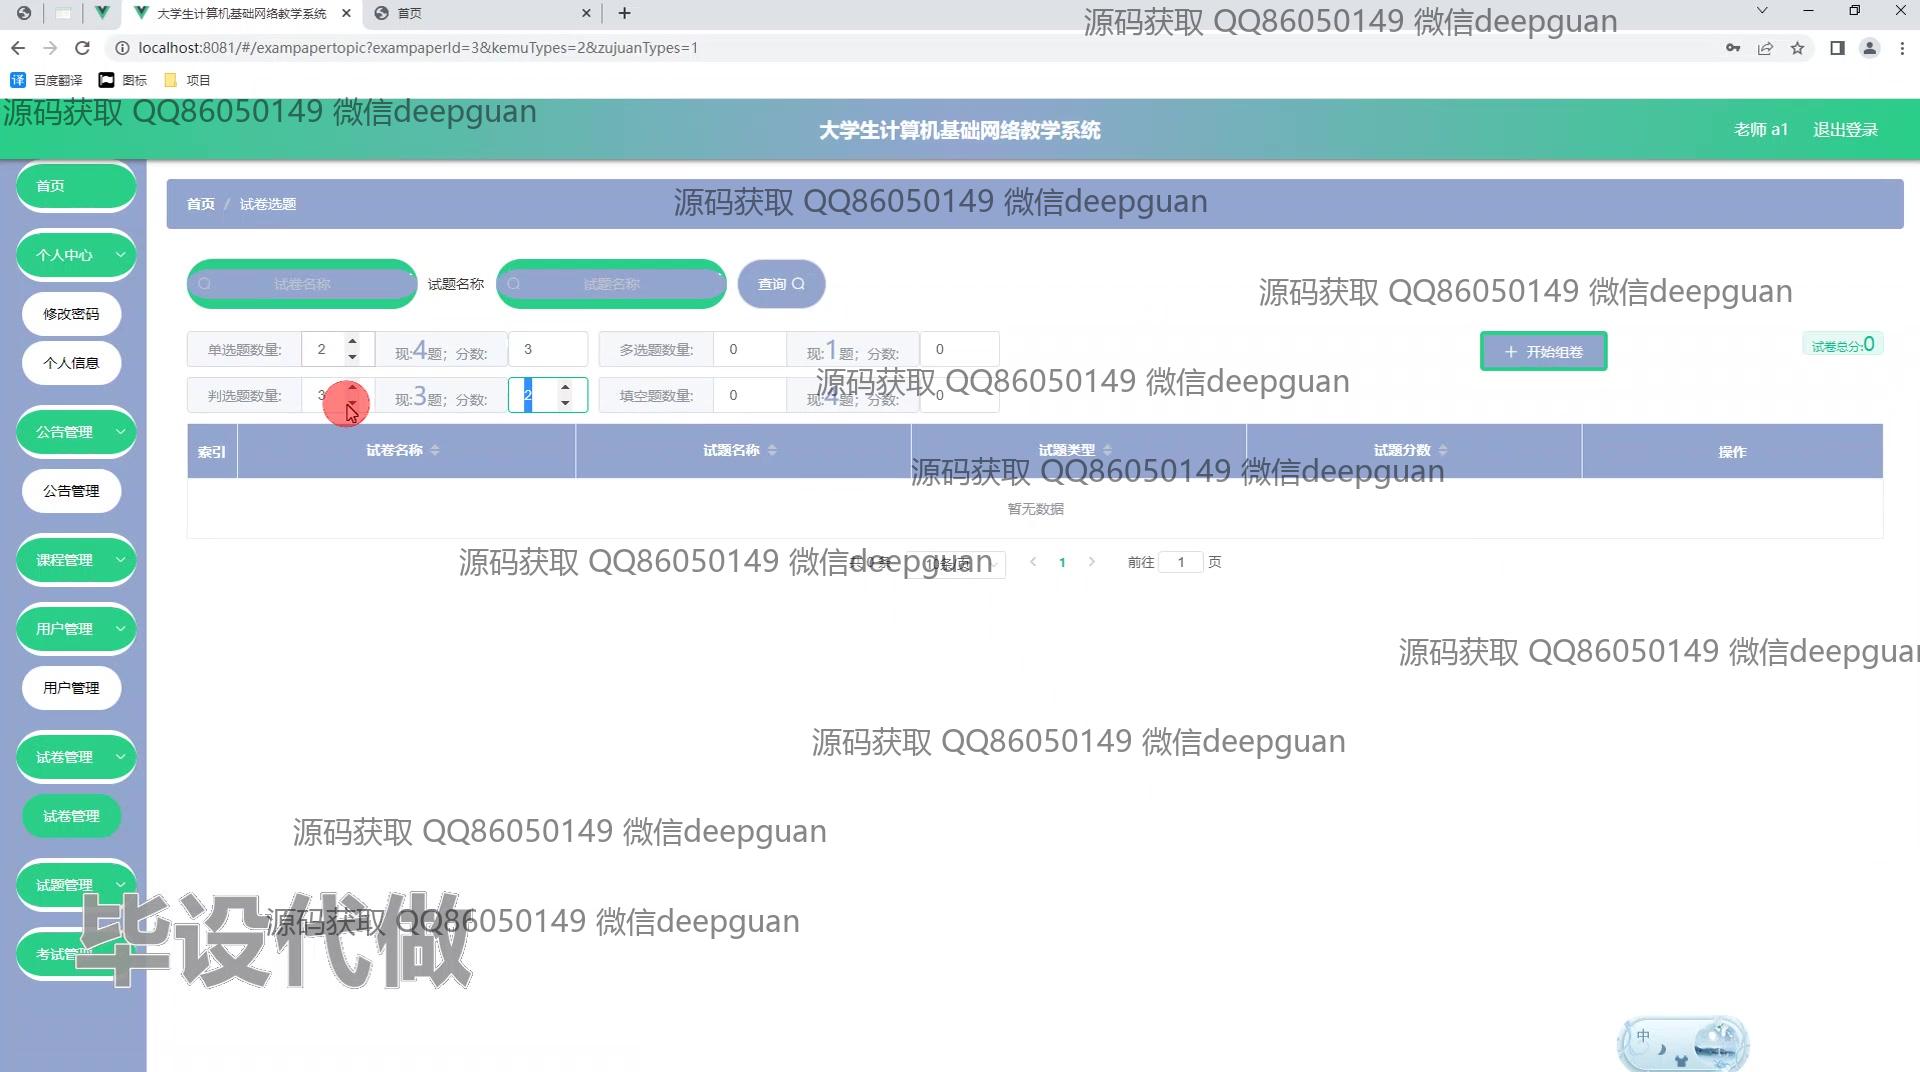 大学生计算机基础网络教学系统
首页
localhost:8081/#/exampapertopic?exampaperId=3&kemuTypes=2&zujuanTypes=1
源码获取 QQ86050149 微信deepguan
百度翻译
图标
项目
源码获取 QQ86050149 微信deepguan
大学生计算机基础网络教学系统
老师 a1
退出登录
首页
个人中心
修改密码
个人信息
公告管理
公告管理
课程管理
用户管理
用户管理
试卷管理
试卷管理
试题管理
考试管理
首页 / 试卷选题
源码获取 QQ86050149 微信deepguan
试卷名称
试题名称
试题名称
查询
源码获取 QQ86050149 微信deepguan
单选题数量: 2 现:4题；分数: 3
多选题数量: 0 现:1题；分数: 0
开始组卷
试卷总分:0
判选题数量: 3 现:3题；分数: 2
填空题数量: 0 现:4题；分数: 0
源码获取 QQ86050149 微信deepguan
索引 试卷名称 试题名称 试题类型 试题分数 操作
源码获取 QQ86050149 微信deepguan
暂无数据
共 0 条 10条/页 1 前往 1 页
源码获取 QQ86050149 微信deepguan
源码获取 QQ86050149 微信deepguan
源码获取 QQ86050149 微信deepguan
源码获取 QQ86050149 微信deepguan
源码获取 QQ86050149 微信deepguan
毕设代做
中